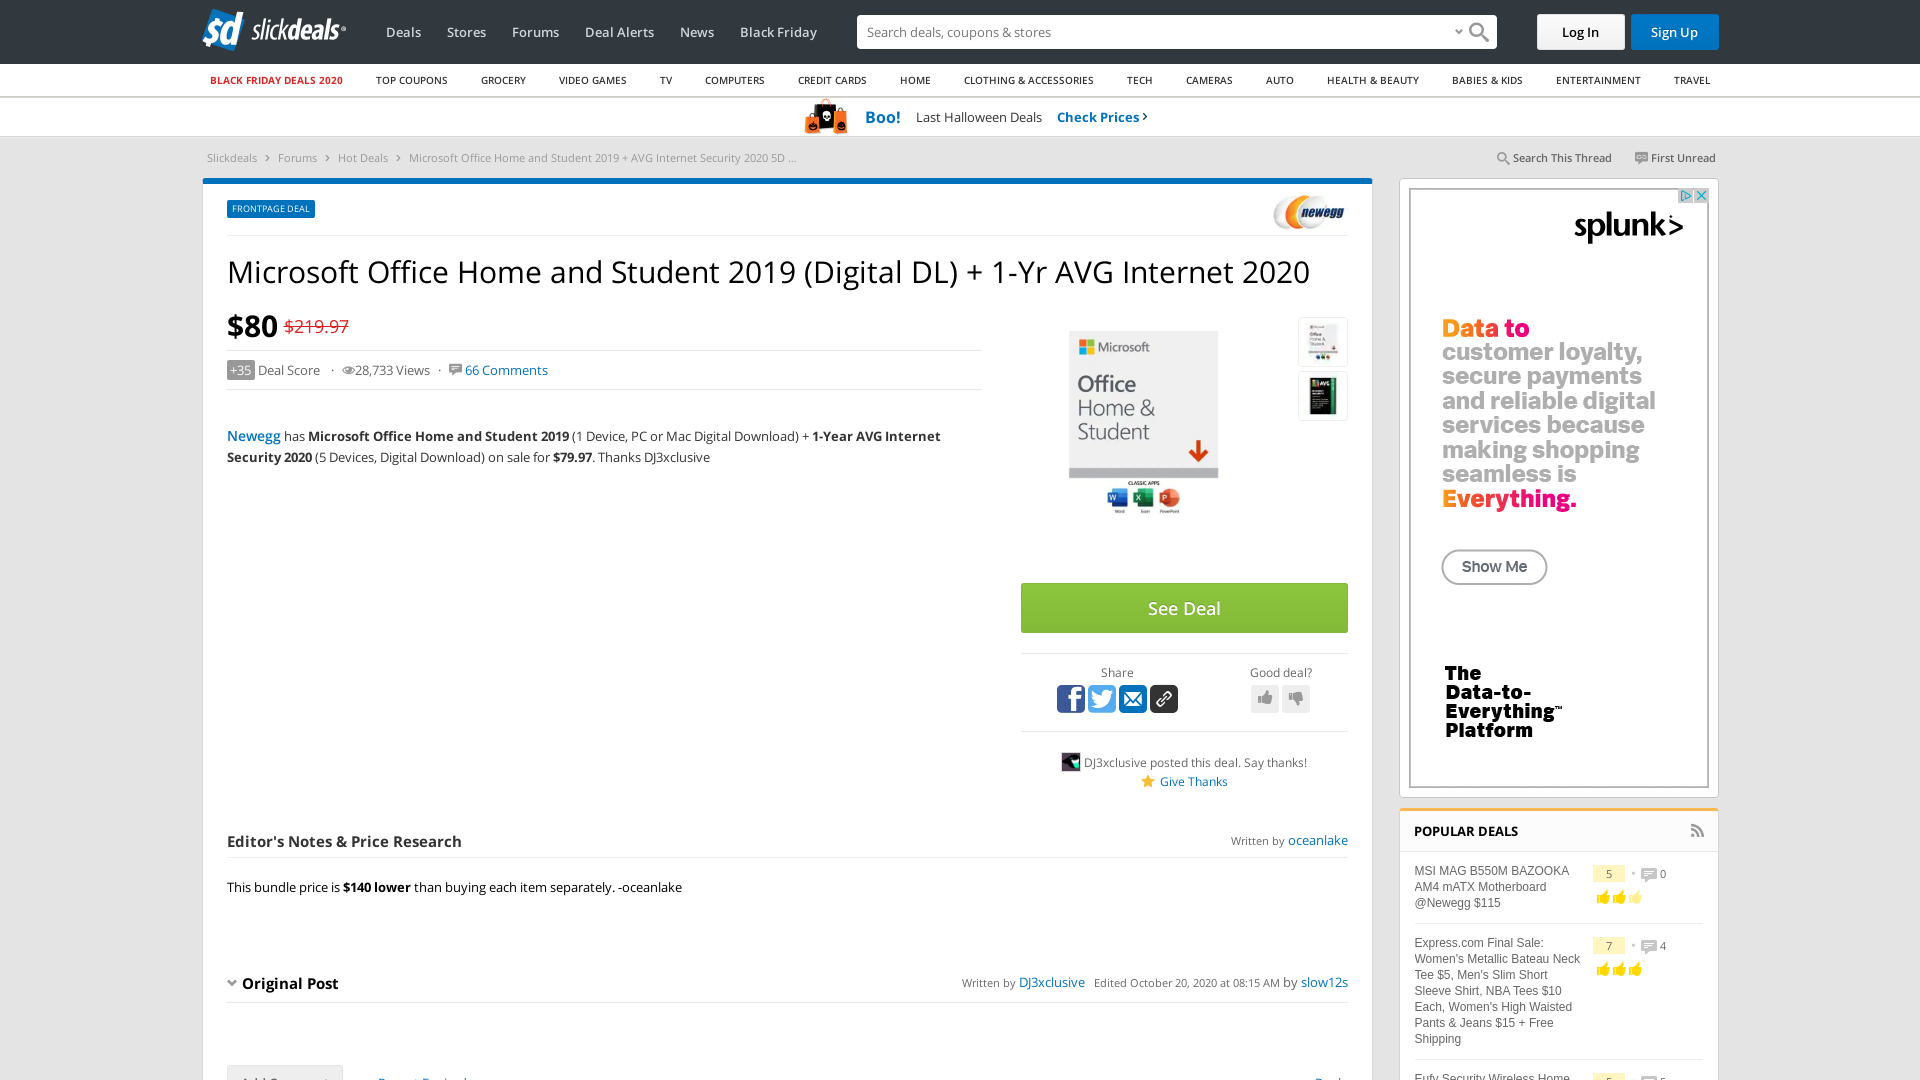 sd slickdeals
Deals
Stores
Forums
Deal Alerts
News
Black Friday
Search deals, coupons & shops
Log In
Sign Up
BLACK FRIDAY DEALS 2020
TOP COUPONS
GROCERY
VIDEO GAMES
TV
COMPUTERS
CREDIT CARDS
HOME
CLOTHING & ACCESSORIES
TECH
CAMERAS
AUTO
HEALTH & BEAUTY
BABIES & KIDS
ENTERTAINMENT
TRAVEL
Boo! Last Halloween Deals Check Prices
Slickdeals > Forums > Hot Deals > Microsoft Office Home and Student 2019 + AVG Internet Security 2020 5D ...
Search This Thread
First Unread
FRONTPAGE DEAL
newegg
Microsoft Office Home and Student 2019 (Digital DL) + 1-Yr AVG Internet 2020
$80 $219.97
+35 Deal Score · 28,733 Views · 66 Comments
Newegg has Microsoft Office Home and Student 2019 (1 Device, PC or Mac Digital Download) + 1-Year AVG Internet
Security 2020 (5 Devices, Digital Download) on sale for $79.97. Thanks DJ3xclusive
Microsoft
Office
Home &
Student
CLASSIC APPS
Word Excel PowerPoint
AVG
See Deal
Share
Good deal?
DJ3xclusive posted this deal. Say thanks!
Give Thanks
Editor's Notes & Price Research
Written by oceanlake
This bundle price is $140 lower than buying each item separately. -oceanlake
Original Post
Written by DJ3xclusive Edited October 20, 2020 at 08:15 AM by slow12s
splunk>
Data to
customer loyalty,
secure payments
and reliable digital
services because
making shopping
seamless is
Everything.
Show Me
The
Data-to-
Everything™
Platform
POPULAR DEALS
MSI MAG B550M BAZOOKA
AM4 mATX Motherboard
@Newegg $115
5 • 0
Express.com Final Sale:
Women's Metallic Bateau Neck
Tee $5, Men's Slim Short
Sleeve Shirt, NBA Tees $10
Each, Women's High Waisted
Pants & Jeans $15 + Free
Shipping
7 • 4
Eufy Security Wireless Home